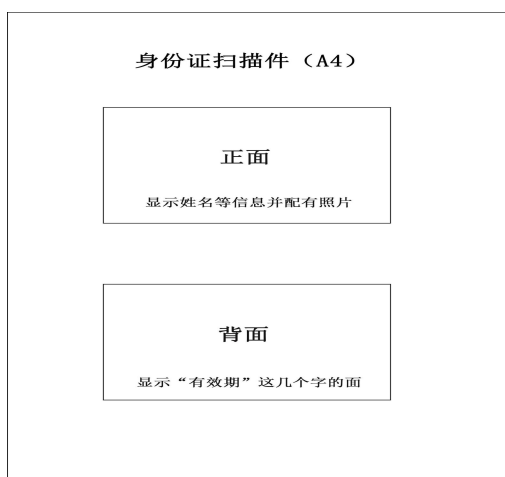 身份证扫描件（A4）
正面
显示姓名等信息并配有照片
背面
显示“有效期”这几个字的面